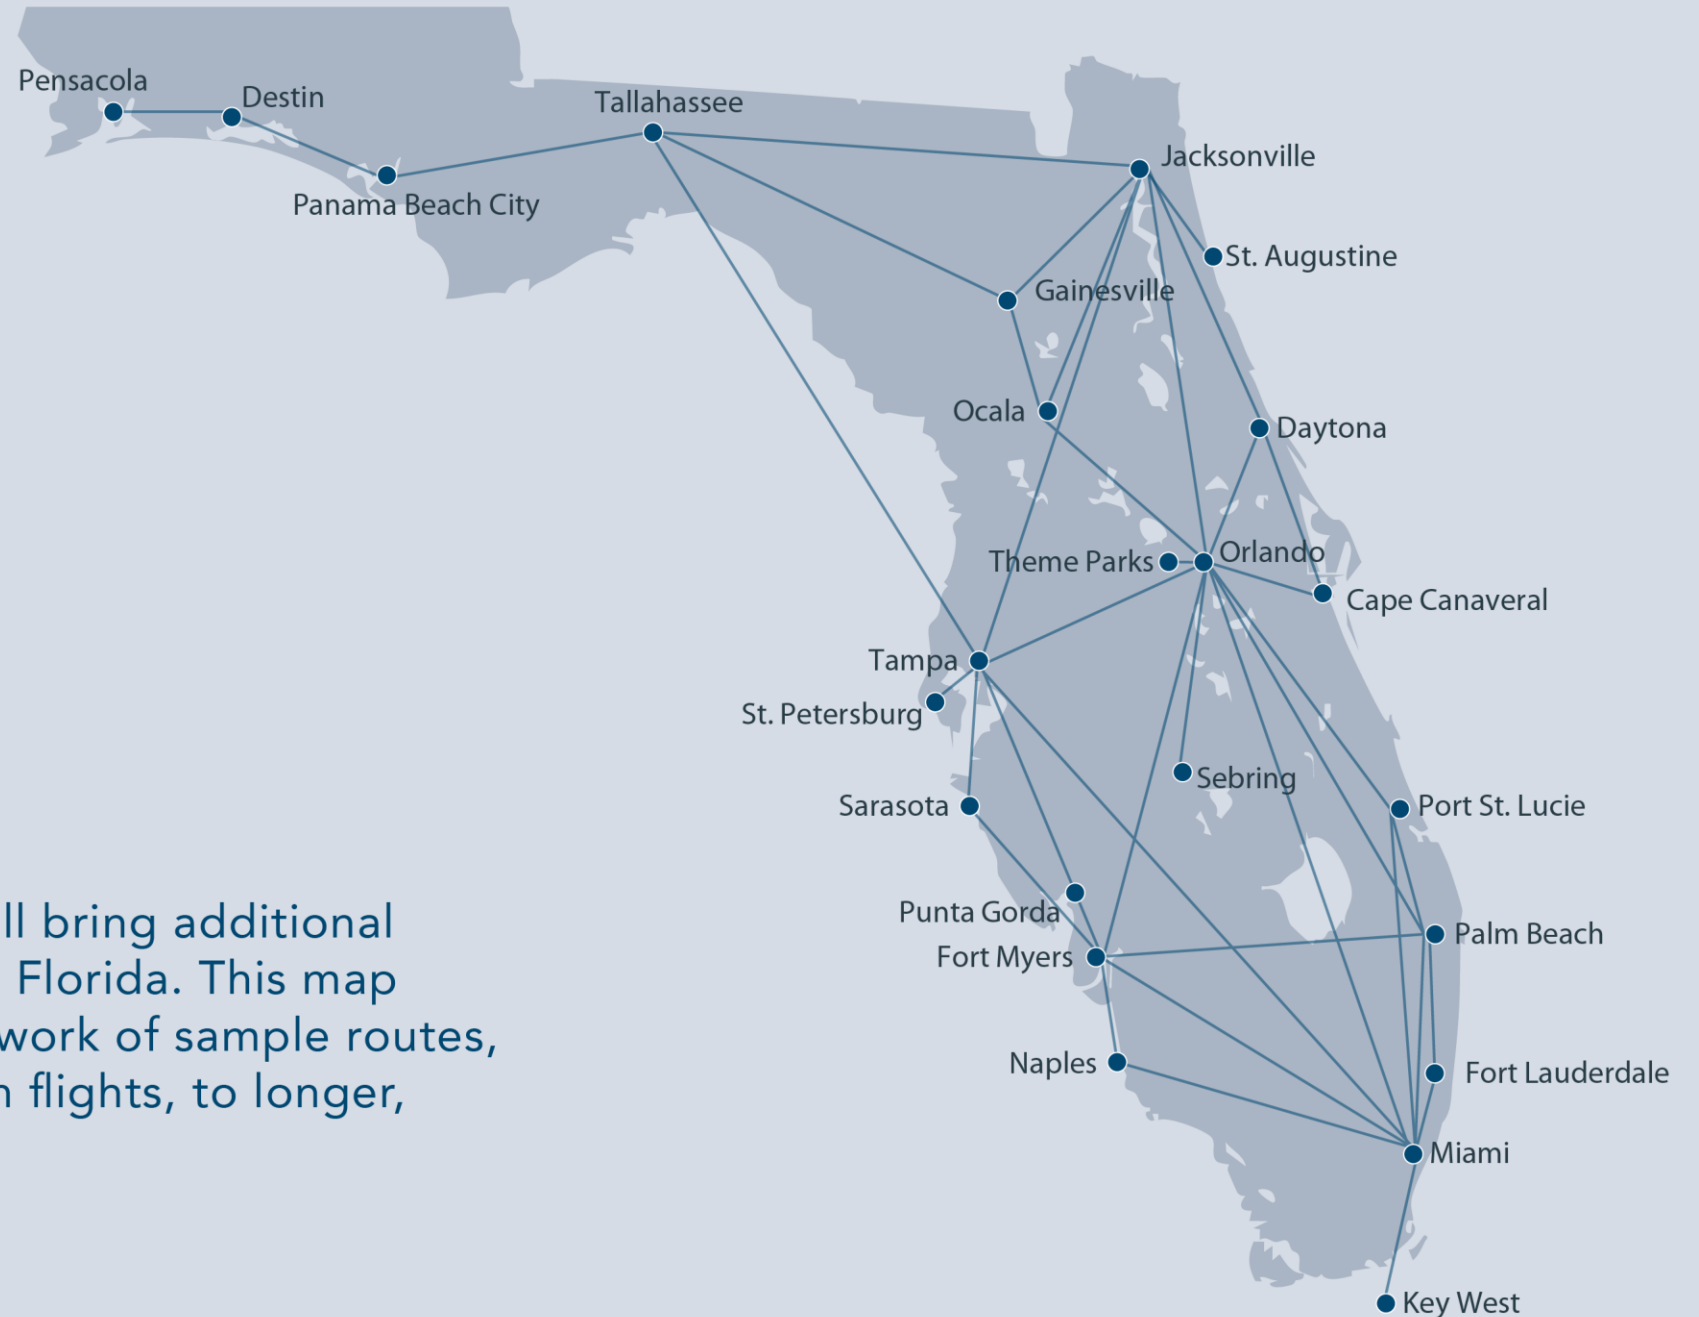 Pensacola
Destin
Tallahassee
Panama Beach City
Jacksonville
St. Augustine
Gainesville
Ocala
Daytona
Theme Parks
Orlando
Cape Canaveral
Tampa
St. Petersburg
Sebring
Sarasota
Port St. Lucie
Punta Gorda
Palm Beach
Fort Myers
Naples
Fort Lauderdale
Miami
Key West
ll bring additional
Florida. This map
work of sample routes,
flights, to longer,